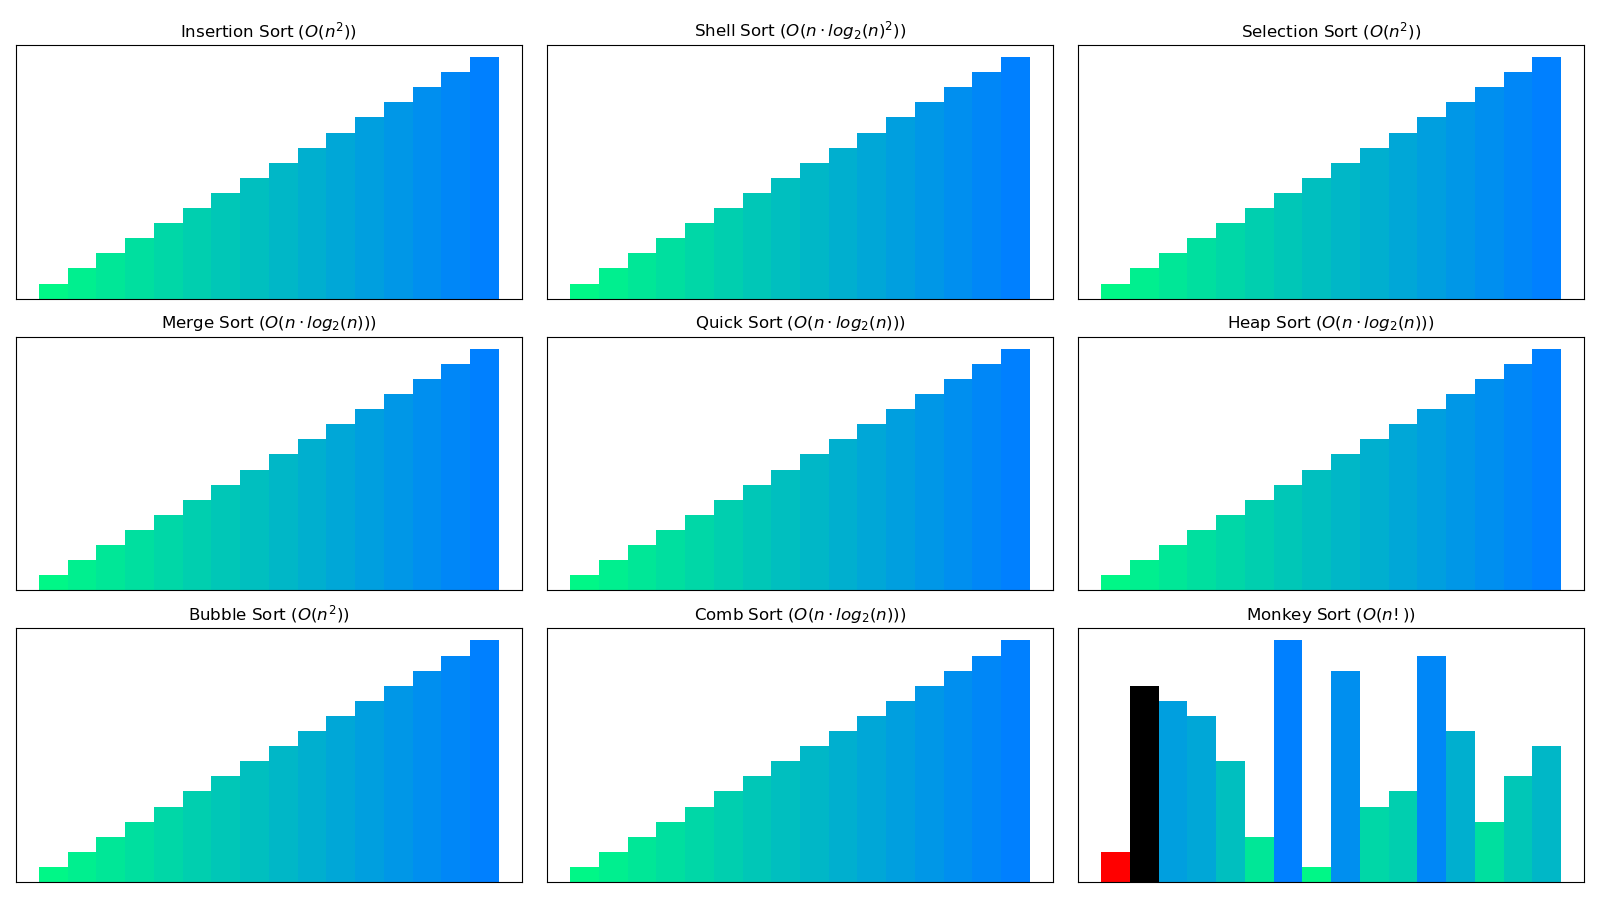 Insertion Sort (O(n²))
Shell Sort (O(n · log₂(n)²))
Selection Sort (O(n²))
Merge Sort (O(n · log₂(n)))
Quick Sort (O(n · log₂(n)))
Heap Sort (O(n · log₂(n)))
Bubble Sort (O(n²))
Comb Sort (O(n · log₂(n)))
Monkey Sort (O(n!))